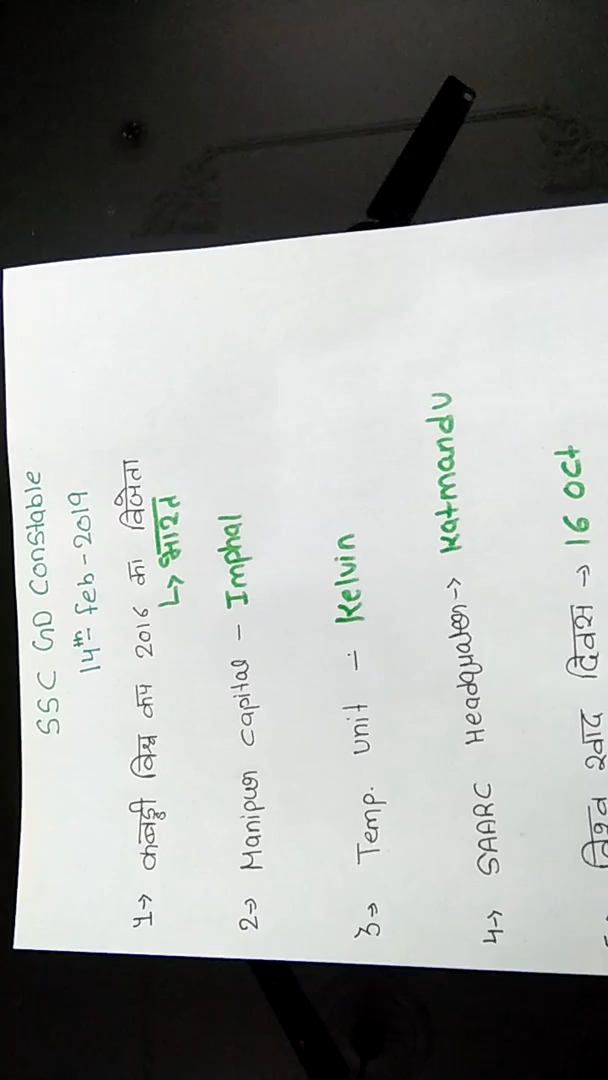 SSC GD Constable
14th feb-2019
1→ कबड्डी विश्व कप 2016 का विजेता
↳ भारत
2→ Manipur capital - Imphal
3→ Temp. unit ÷ Kelvin
4→ SAARC Headquater→ Katmandu
विश्व खाद दिवस → 16 Oct